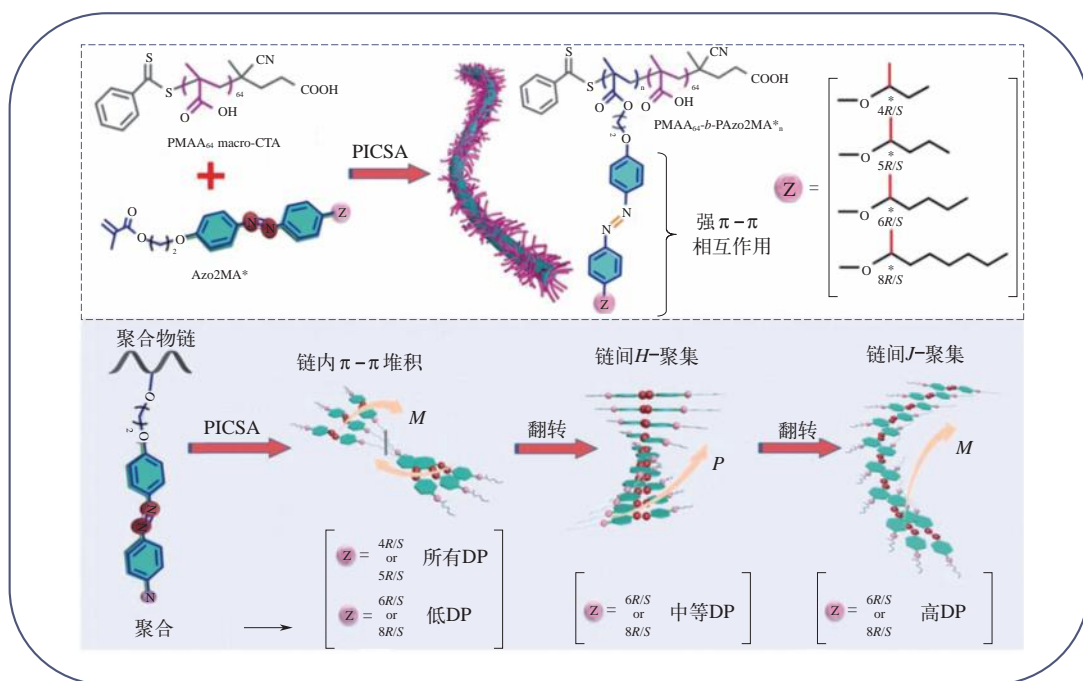 S
S
64
CN
COOH
O
OH
PMAA₆₄ macro-CTA
+
O
O
2
O
N
N
Z
Azo2MA*
PICSA
S
S
n
64
CN
COOH
O
O
O
OH
2
O
PMAA₆₄-b-PAzo2MA*ₙ
N
N
Z
强π-π
相互作用
Z =
O
*
4R/S
O
*
5R/S
O
*
6R/S
O
*
8R/S
聚合物链
O
2
O
N
N
N
聚合
PICSA
链内π-π堆积
M
Z = 4R/S or 5R/S 所有DP
Z = 6R/S or 8R/S 低DP
翻转
链间H-聚集
P
Z = 6R/S or 8R/S 中等DP
翻转
链间J-聚集
M
Z = 6R/S or 8R/S 高DP